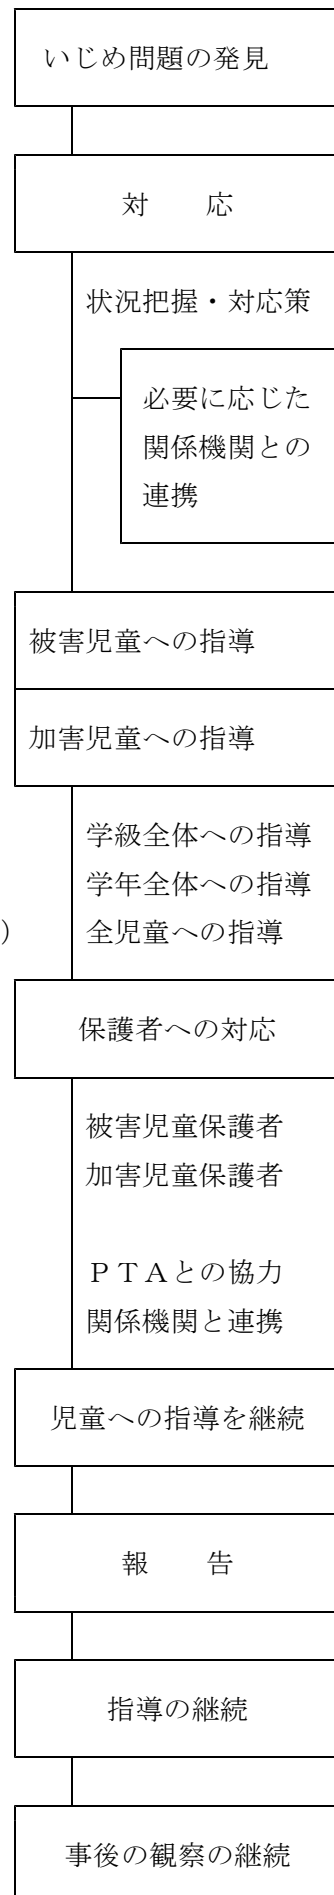 いじめ問題の発見
対　　応
状況把握・対応策
必要に応じた
関係機関との
連携
被害児童への指導
加害児童への指導
学級全体への指導
学年全体への指導
）　全児童への指導
保護者への対応
被害児童保護者
加害児童保護者
ＰＴＡとの協力
関係機関と連携
児童への指導を継続
報　　告
指導の継続
事後の観察の継続